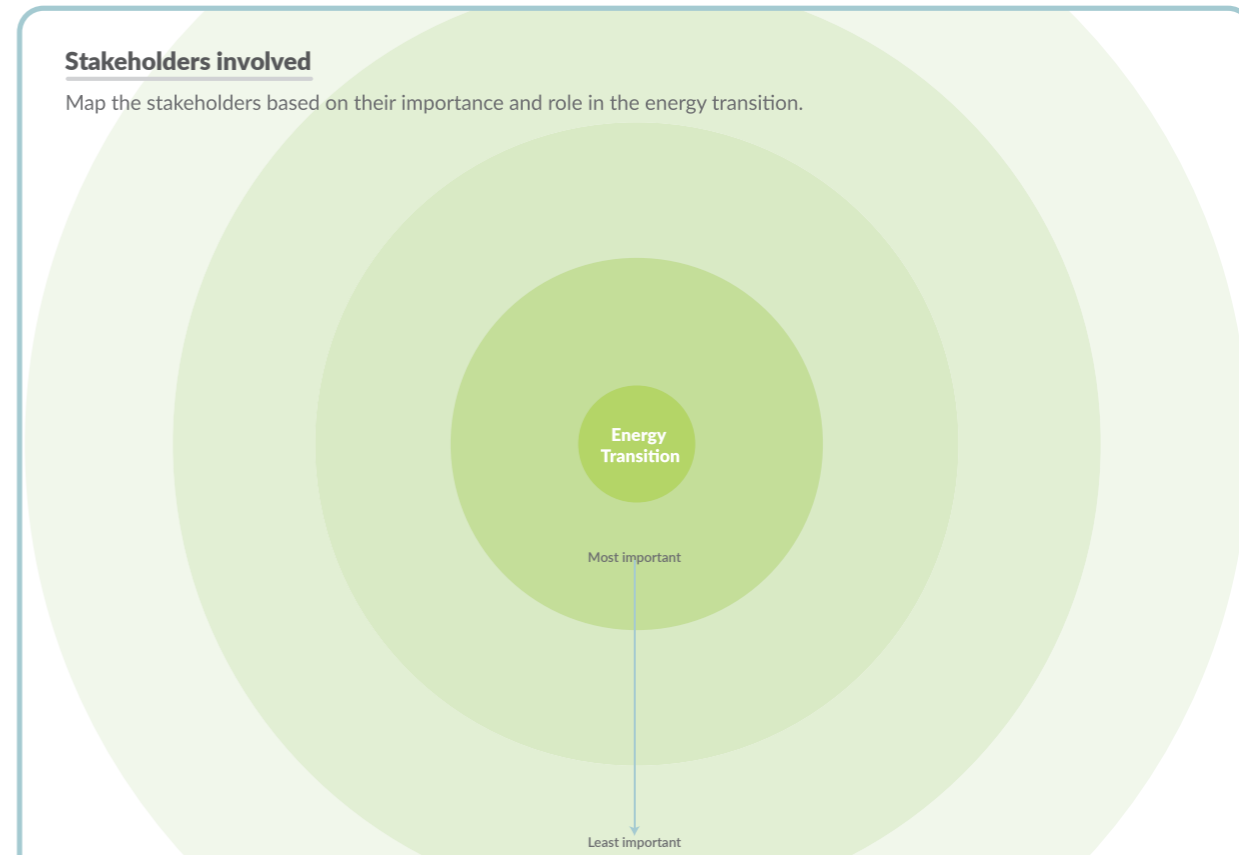 Stakeholders involved
Map the stakeholders based on their importance and role in the energy transition.
Energy
Transition
Most important
Least important